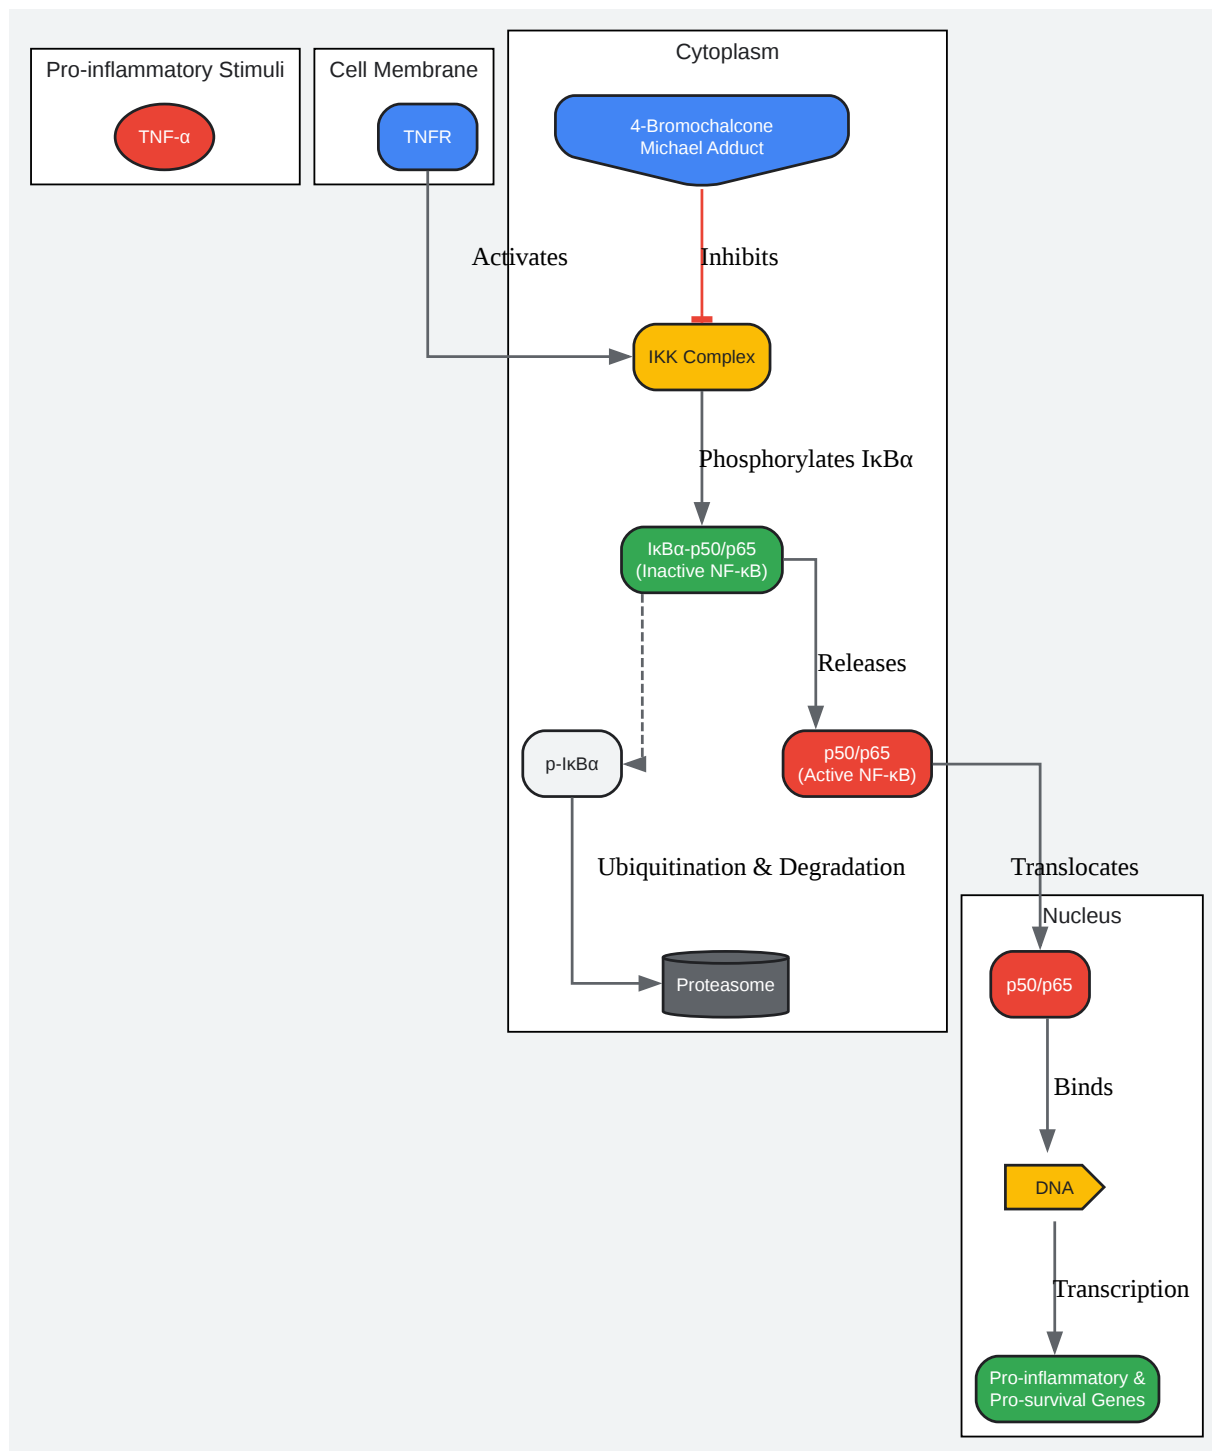 Pro-inflammatory Stimuli
TNF-α
Cell Membrane
TNFR
Cytoplasm
4-Bromochalcone
Michael Adduct
Activates
Inhibits
IKK Complex
Phosphorylates IκBα
IκBα-p50/p65
(Inactive NF-κB)
Releases
p-IκBα
p50/p65
(Active NF-κB)
Ubiquitination & Degradation
Translocates
Proteasome
Nucleus
p50/p65
Binds
DNA
Transcription
Pro-inflammatory &
Pro-survival Genes